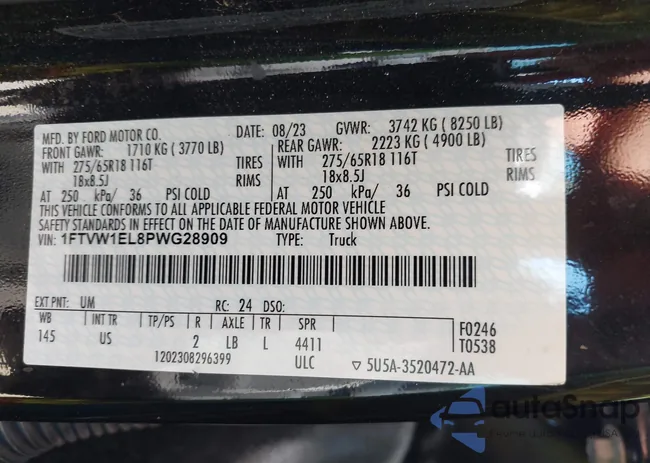 MFD. BY FORD MOTOR CO. DATE: 08/23 GVWR: 3742 KG ( 8250 LB)
FRONT GAWR: 1710 KG ( 3770 LB) REAR GAWR: 2223 KG ( 4900 LB)
WITH 275/65R18 116T TIRES WITH 275/65R18 116T TIRES
18x8.5J RIMS 18x8.5J RIMS
AT 250 kPa/ 36 PSI COLD AT 250 kPa/ 36 PSI COLD
THIS VEHICLE CONFORMS TO ALL APPLICABLE FEDERAL MOTOR VEHICLE
SAFETY STANDARDS IN EFFECT ON THE DATE OF MANUFACTURE SHOWN ABOVE.
VIN: 1FTVW1EL8PWG28909 TYPE: Truck
EXT PNT: UM RC: 24 DSO:
WB INT TR TP/PS R AXLE TR SPR F0246
145 US 2 LB L 4411 T0538
1202308296399 ULC ▽ 5U5A-3520472-AA
autoSnap